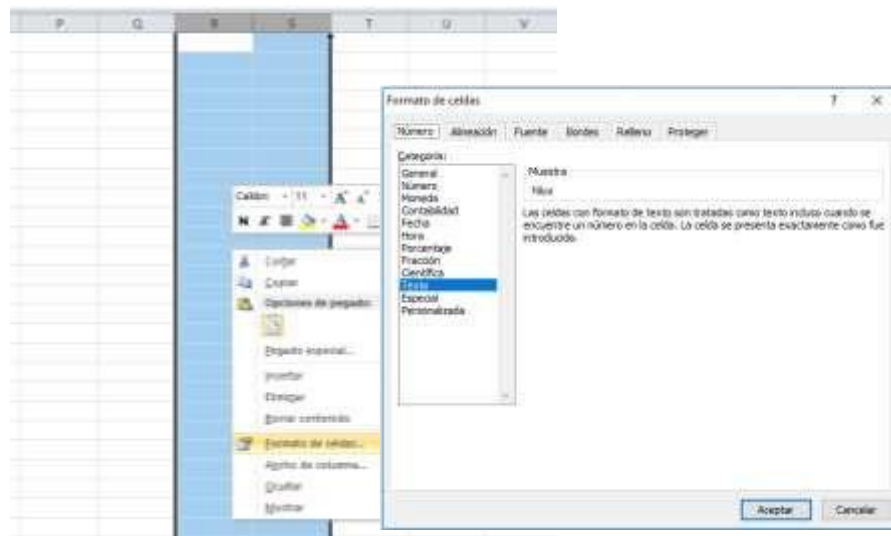 P Q R S T U V
Formato de celdas ? ×
Número Alineación Fuente Bordes Relleno Proteger
Categoría:
General
Número
Moneda
Contabilidad
Fecha
Hora
Porcentaje
Fracción
Científica
Texto
Especial
Personalizada
Muestra
Las celdas con formato de texto son tratadas como texto incluso cuando se
encuentre un número en la celda. La celda se presenta exactamente como fue
introducido.
Calibri 11 A A
N K S A
Cortar
Copiar
Opciones de pegado:
Pegado especial...
Insertar
Eliminar
Borrar contenido
Formato de celdas...
Ancho de columna...
Ocultar
Mostrar
Aceptar Cancelar